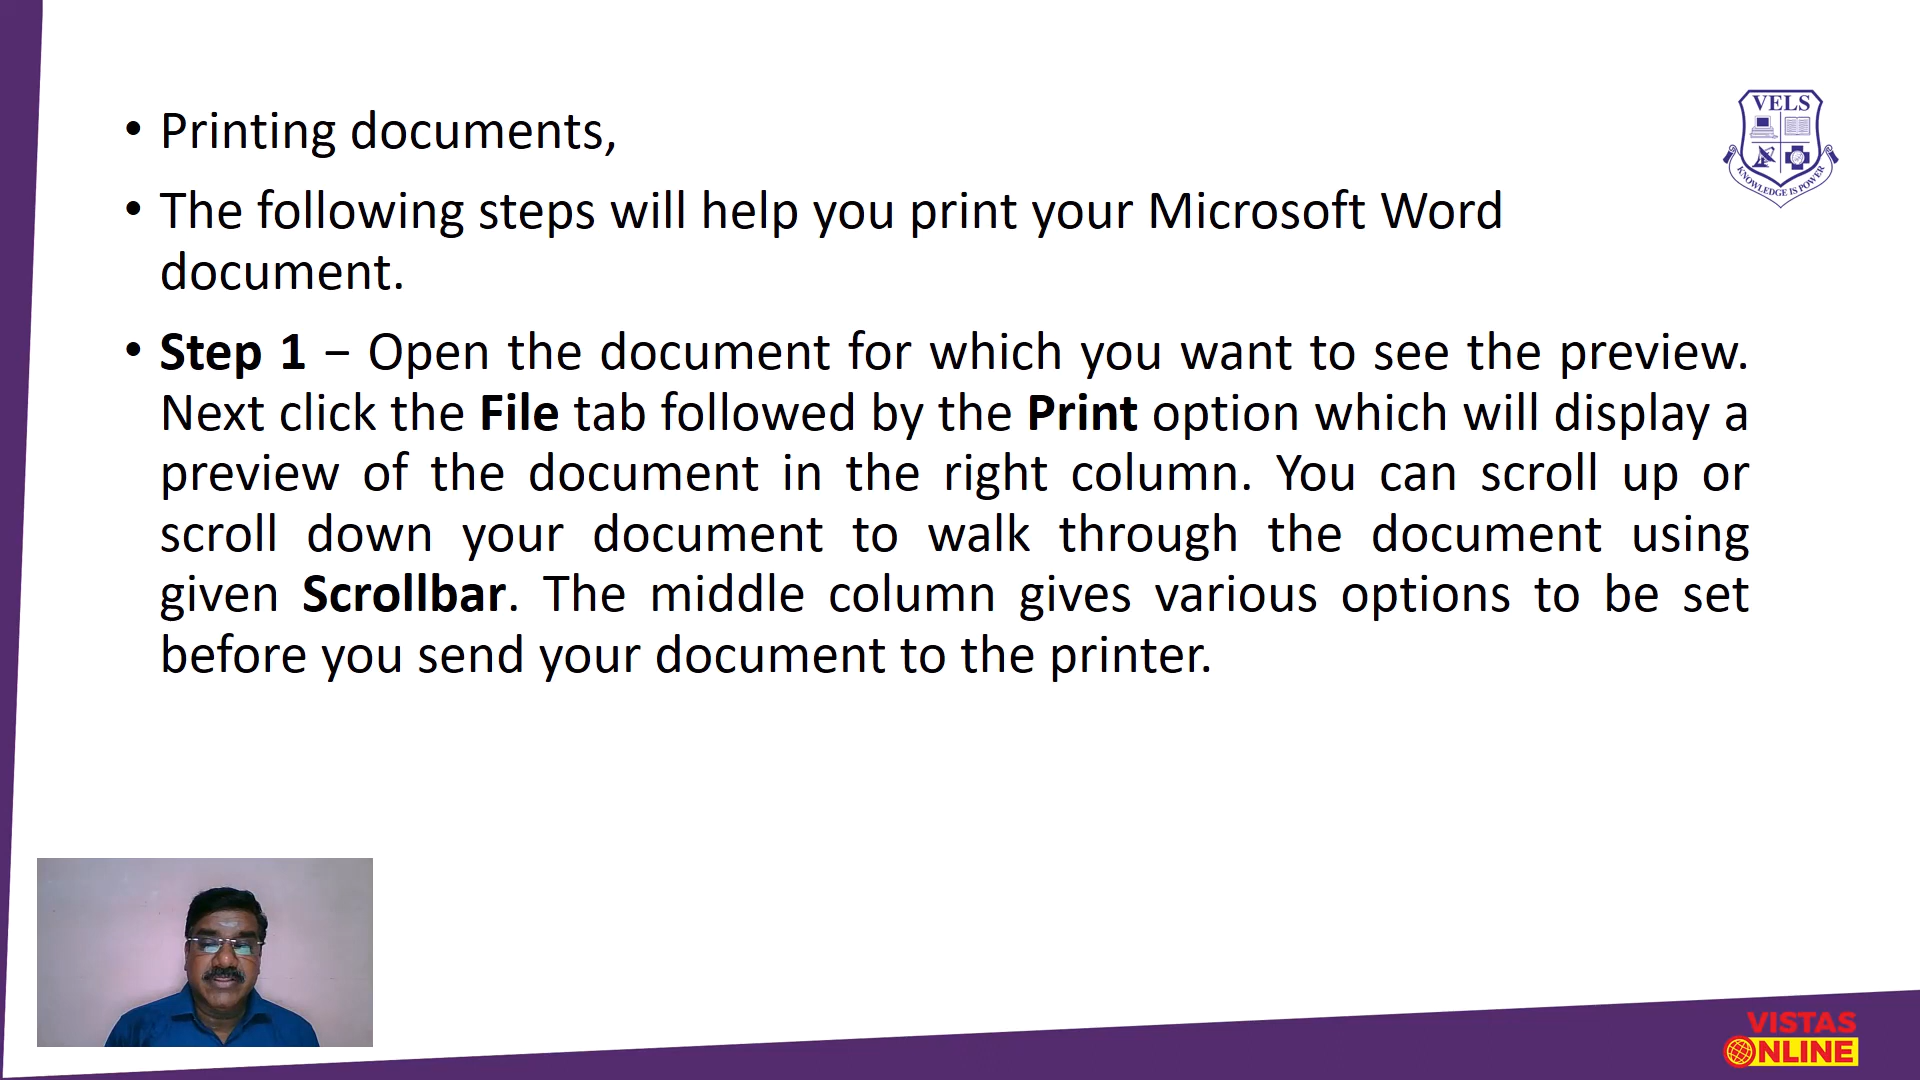 • Printing documents,
• The following steps will help you print your Microsoft Word
document.
• Step 1 – Open the document for which you want to see the preview.
Next click the File tab followed by the Print option which will display a
preview of the document in the right column. You can scroll up or
scroll down your document to walk through the document using
given Scrollbar. The middle column gives various options to be set
before you send your document to the printer.
VELS
KNOWLEDGE IS POWER
VISTAS
ONLINE